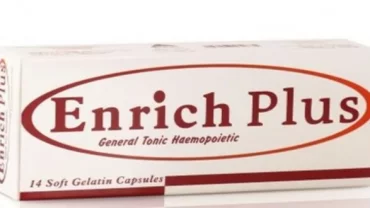 Enrich Plus
General Tonic Haemopoietic
14 Soft Gelatin Capsules